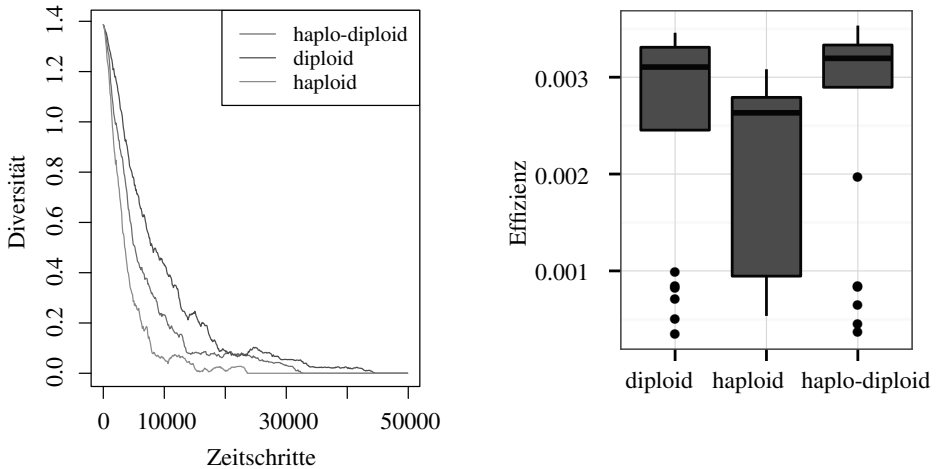 1.4
1.2
1.0
0.8
0.6
0.4
0.2
0.0
Diversität
haplo-diploid
diploid
haploid
0 10000 30000 50000
Zeitschritte
Effizienz
0.003
0.002
0.001
diploid haploid haplo-diploid